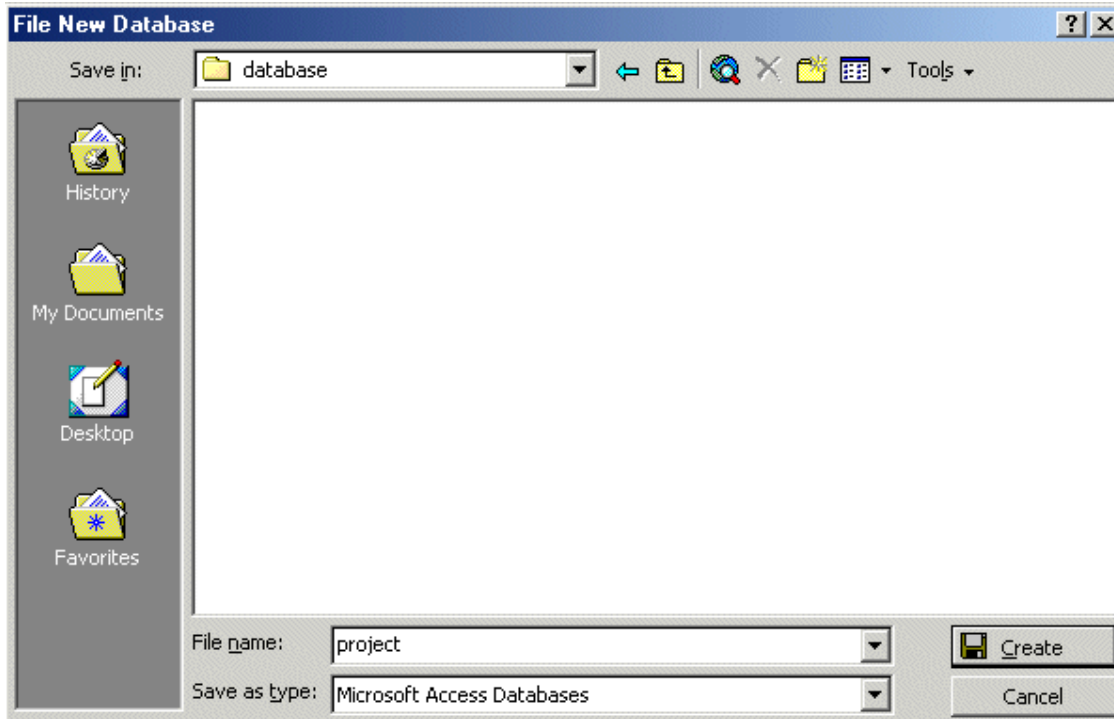 File New Database
Save in:
database
Tools
History
My Documents
Desktop
Favorites
File name:
project
Create
Save as type:
Microsoft Access Databases
Cancel